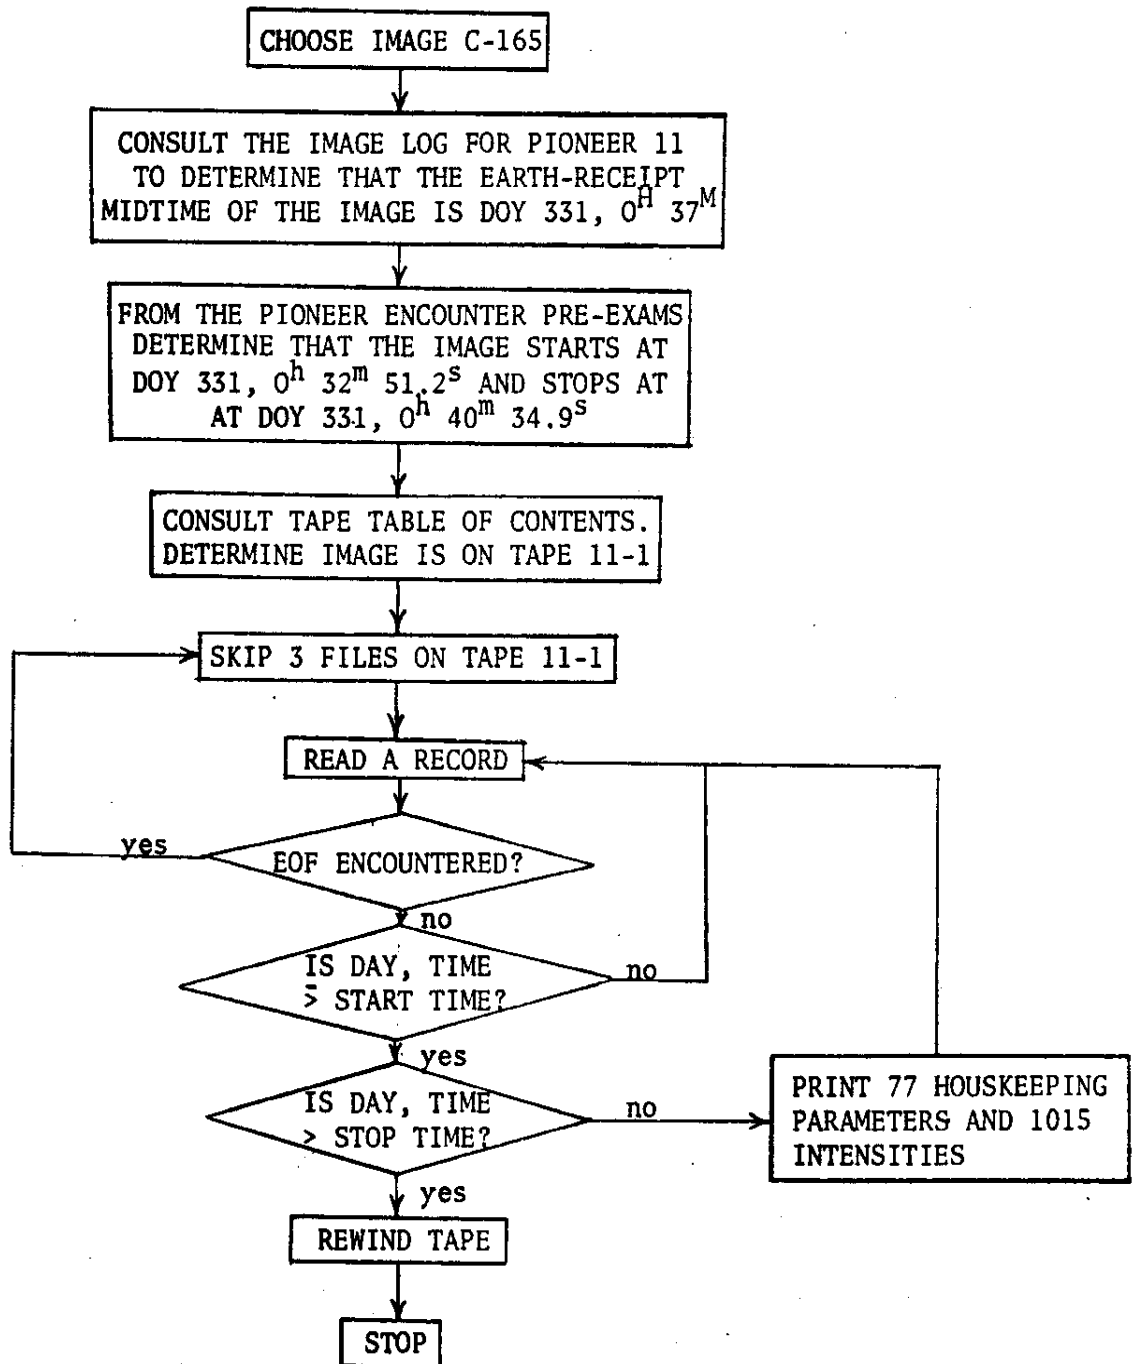 CHOOSE IMAGE C-165
CONSULT THE IMAGE LOG FOR PIONEER 11
TO DETERMINE THAT THE EARTH-RECEIPT
MIDTIME OF THE IMAGE IS DOY 331, 0ᴴ 37ᴹ
FROM THE PIONEER ENCOUNTER PRE-EXAMS
DETERMINE THAT THE IMAGE STARTS AT
DOY 331, 0ʰ 32ᵐ 51.2ˢ AND STOPS AT
AT DOY 331, 0ʰ 40ᵐ 34.9ˢ
CONSULT TAPE TABLE OF CONTENTS.
DETERMINE IMAGE IS ON TAPE 11-1
SKIP 3 FILES ON TAPE 11-1
READ A RECORD
yes
EOF ENCOUNTERED?
no
IS DAY, TIME
≥ START TIME?
no
yes
IS DAY, TIME
> STOP TIME?
no
PRINT 77 HOUSKEEPING
PARAMETERS AND 1015
INTENSITIES
yes
REWIND TAPE
STOP